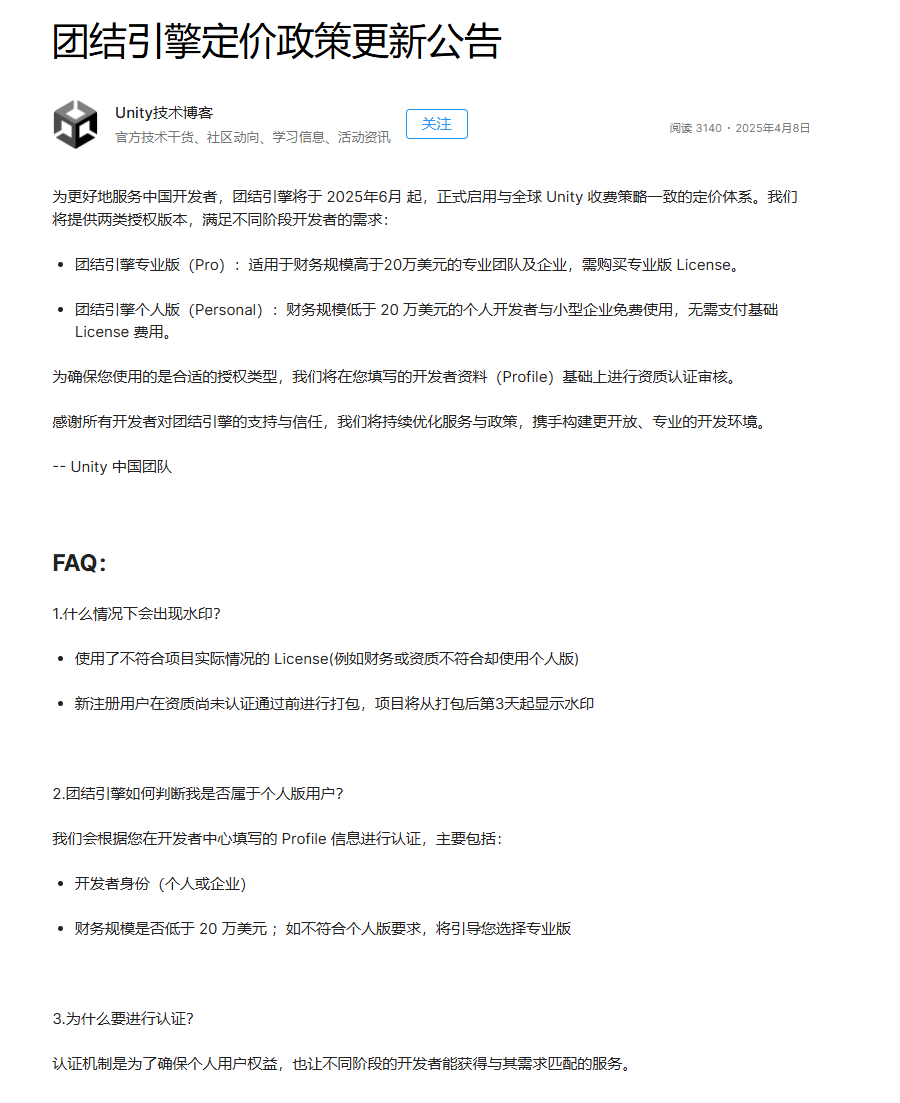 团结引擎定价政策更新公告
Unity技术博客
官方技术干货、社区动向、学习信息、活动资讯
关注
阅读 3140 · 2025年4月8日
为更好地服务中国开发者，团结引擎将于 2025年6月 起，正式启用与全球 Unity 收费策略一致的定价体系。我们
将提供两类授权版本，满足不同阶段开发者的需求：
• 团结引擎专业版（Pro）：适用于财务规模高于20万美元的专业团队及企业，需购买专业版 License。
• 团结引擎个人版（Personal）：财务规模低于 20 万美元的个人开发者与小型企业免费使用，无需支付基础
License 费用。
为确保您使用的是合适的授权类型，我们将在您填写的开发者资料（Profile）基础上进行资质认证审核。
感谢所有开发者对团结引擎的支持与信任，我们将持续优化服务与政策，携手构建更开放、专业的开发环境。
-- Unity 中国团队
FAQ：
1.什么情况下会出现水印？
• 使用了不符合项目实际情况的 License(例如财务或资质不符合却使用个人版)
• 新注册用户在资质尚未认证通过前进行打包，项目将从打包后第3天起显示水印
2.团结引擎如何判断我是否属于个人版用户？
我们会根据您在开发者中心填写的 Profile 信息进行认证，主要包括：
• 开发者身份（个人或企业）
• 财务规模是否低于 20 万美元 ；如不符合个人版要求，将引导您选择专业版
3.为什么要进行认证？
认证机制是为了确保个人用户权益，也让不同阶段的开发者能获得与其需求匹配的服务。